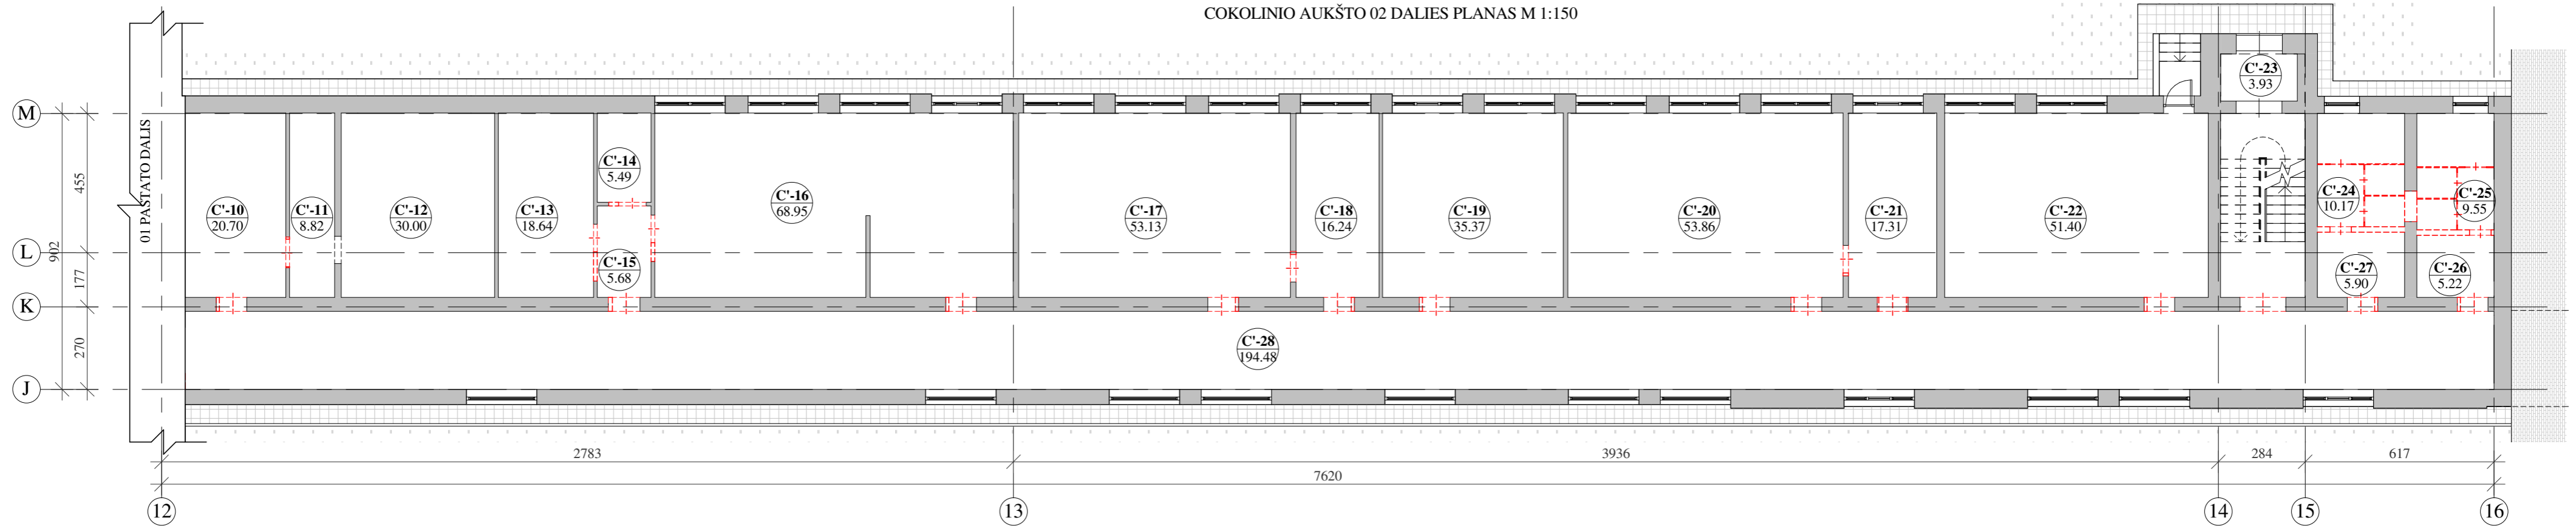 COKOLINIO AUKŠTO 02 DALIES PLANAS M 1:150
C'-23
3.93
M
01 PASTATO DALIS
455
C'-14
5.49
C'-10
20.70
C'-11
8.82
C'-12
30.00
C'-13
18.64
C'-16
68.95
C'-17
53.13
C'-18
16.24
C'-19
35.37
C'-20
53.86
C'-21
17.31
C'-22
51.40
C'-24
10.17
C'-25
9.55
L
902
177
C'-15
5.68
C'-27
5.90
C'-26
5.22
K
270
C'-28
194.48
J
2783
3936
284
617
7620
12
13
14
15
16